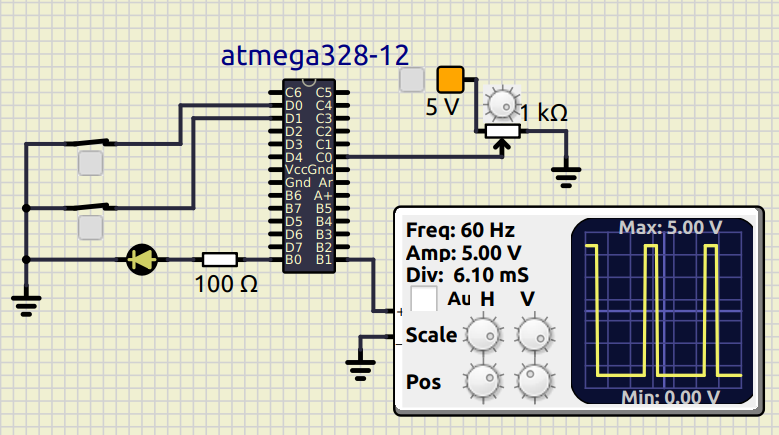 atmega328-12
5 V
1 kΩ
C6 C5
D0 C4
D1 C3
D2 C2
D3 C1
D4 C0
VccGnd
Gnd Ar
B6 A+
B7 B5
D5 B4
D6 B3
D7 B2
B0 B1
100 Ω
Freq: 60 Hz
Amp: 5.00 V
Div: 6.10 mS
Au H V
+
Scale
-
Pos
Max: 5.00 V
Min: 0.00 V